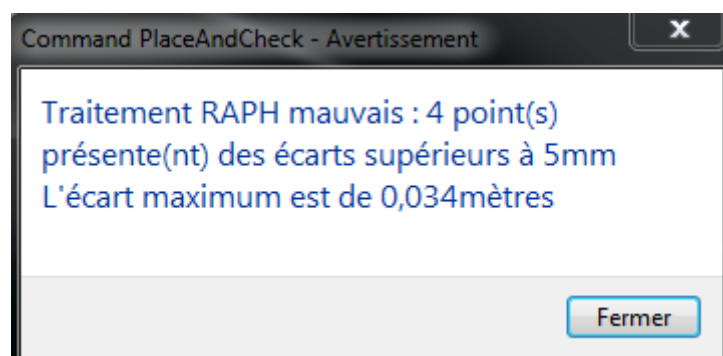 Command PlaceAndCheck - Avertissement
x
Traitement RAPH mauvais : 4 point(s)
présente(nt) des écarts supérieurs à 5mm
L'écart maximum est de 0,034mètres
Fermer